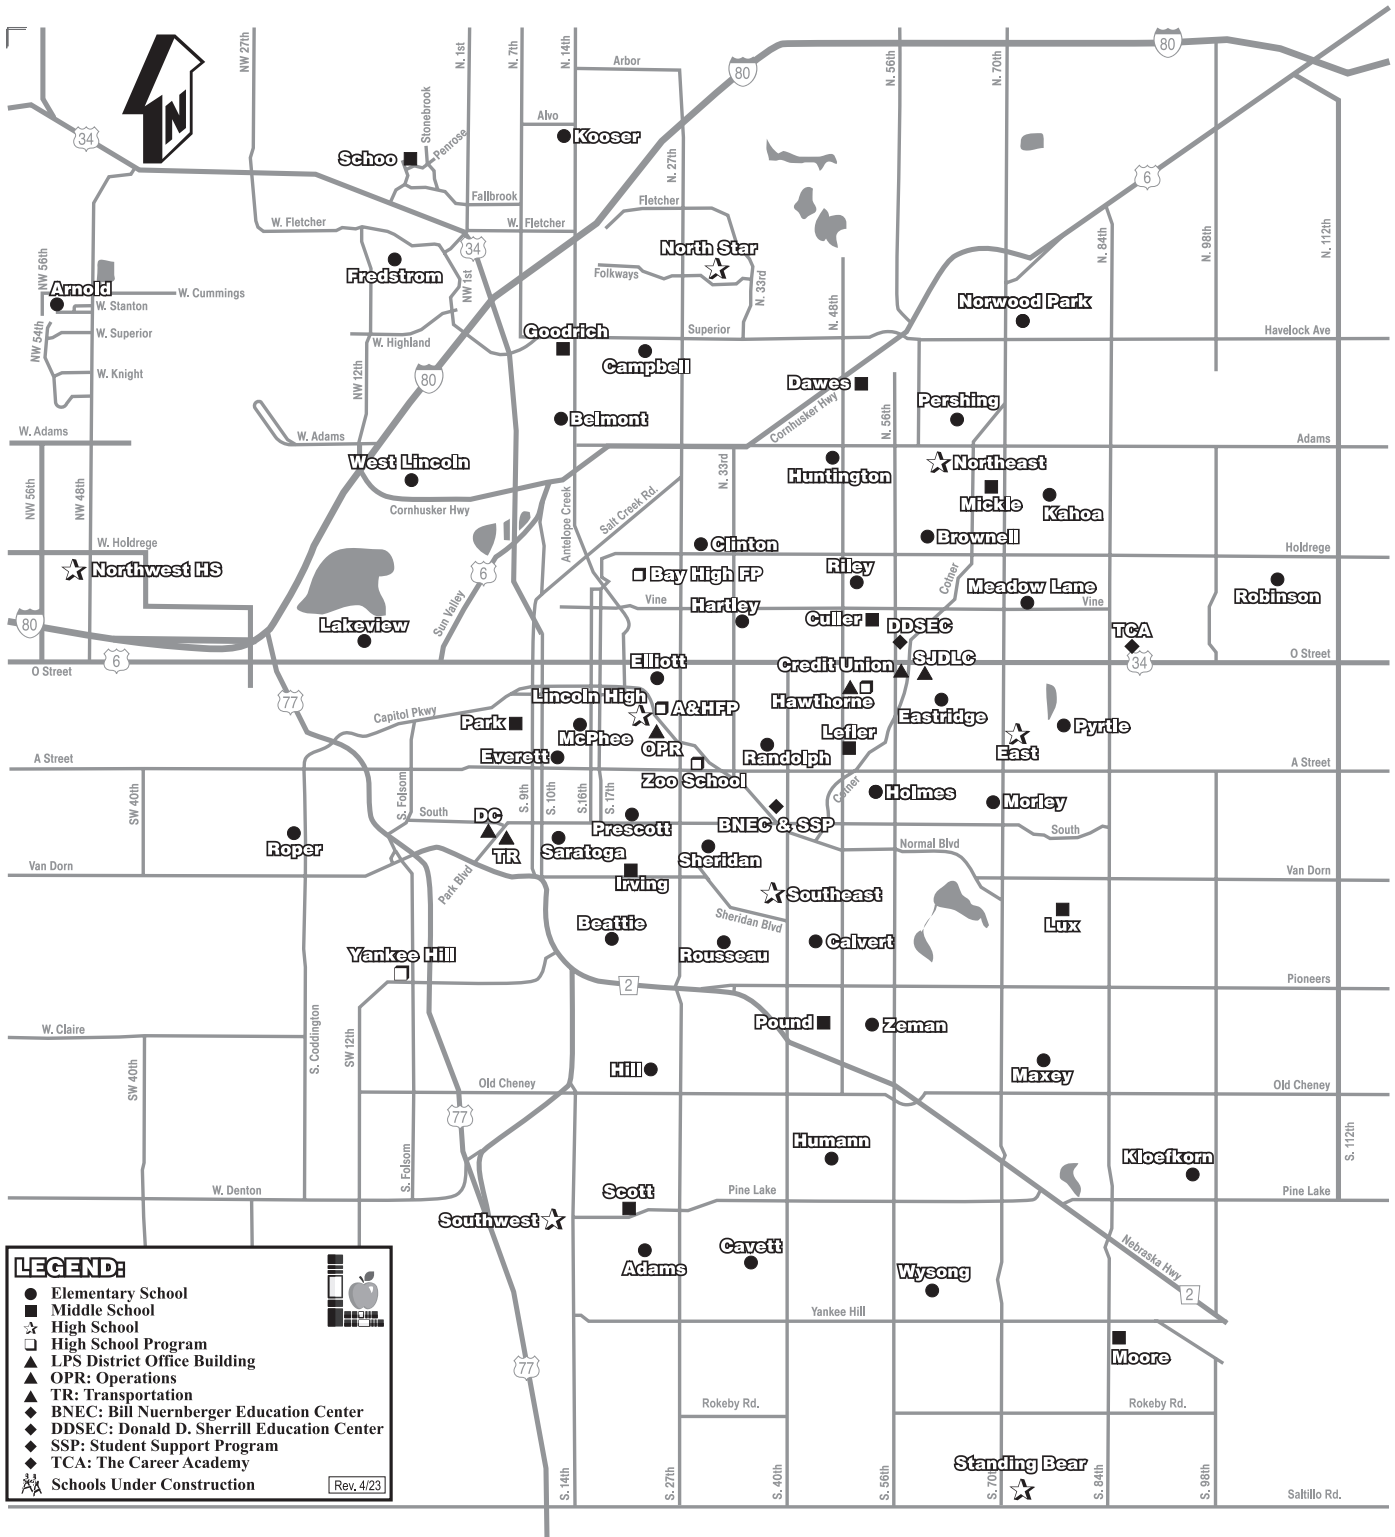 80
80
NW 27th
N. 1st
N. 7th
N. 14th
Arbor
N. 56th
N. 70th
N
34
Alvo
Kooser
Stonebrook
Penrose
Schoo
N. 27th
6
Fallbrook
Fletcher
W. Fletcher
W. Fletcher
34
North Star
N. 84th
N. 98th
N. 112th
NW 56th
Fredstrom
Folkways
N. 33rd
NW 1st
Arnold
W. Cummings
W. Stanton
Norwood Park
N. 48th
NW 54th
W. Superior
Goodrich
Superior
Havelock Ave
W. Highland
Campbell
W. Knight
80
NW 12th
Dawes
Cornhusker Hwy
Pershing
N. 56th
Belmont
W. Adams
W. Adams
Adams
West Lincoln
N. 33rd
Huntington
Northeast
NW 56th
NW 48th
Mickle
Kahoa
Cornhusker Hwy
Antelope Creek
Salt Creek Rd.
W. Holdrege
Clinton
Brownell
Holdrege
Northwest HS
6
Bay High FP
Riley
Cotner
Meadow Lane
Robinson
Vine
Vine
Hartley
80
Sun Valley
Lakeview
Culler
DDSEC
TCA
6
O Street
34
O Street
Elliott
Credit Union
SJDLC
77
Lincoln High
A&HFP
Hawthorne
Eastridge
Capitol Pkwy
Park
McPhee
OPR
Lefler
East
Pyrtle
Everett
Randolph
A Street
A Street
Zoo School
SW 40th
S. Folsom
S. 9th
S. 10th
S.16th
S. 17th
Cotner
Holmes
Morley
South
DC
TR
Prescott
BNEC & SSP
South
Roper
Saratoga
Sheridan
Normal Blvd
Van Dorn
Van Dorn
Park Blvd
Irving
Southeast
Sheridan Blvd
Lux
Beattie
Rousseau
Calvert
Yankee Hill
2
Pioneers
W. Claire
S. Coddington
SW 12th
Pound
Zeman
SW 40th
Hill
Maxey
Old Cheney
Old Cheney
77
Humann
S. 112th
S. Folsom
Kloefkorn
W. Denton
Scott
Pine Lake
Pine Lake
Southwest
Adams
Cavett
Nebraska Hwy
Wysong
2
Yankee Hill
Moore
77
Rokeby Rd.
Rokeby Rd.
Standing Bear
S. 14th
S. 27th
S. 40th
S. 56th
S. 70th
S. 84th
S. 98th
Saltillo Rd.
LEGEND:
Elementary School
Middle School
High School
High School Program
LPS District Office Building
OPR: Operations
TR: Transportation
BNEC: Bill Nuernberger Education Center
DDSEC: Donald D. Sherrill Education Center
SSP: Student Support Program
TCA: The Career Academy
Schools Under Construction
Rev. 4/23